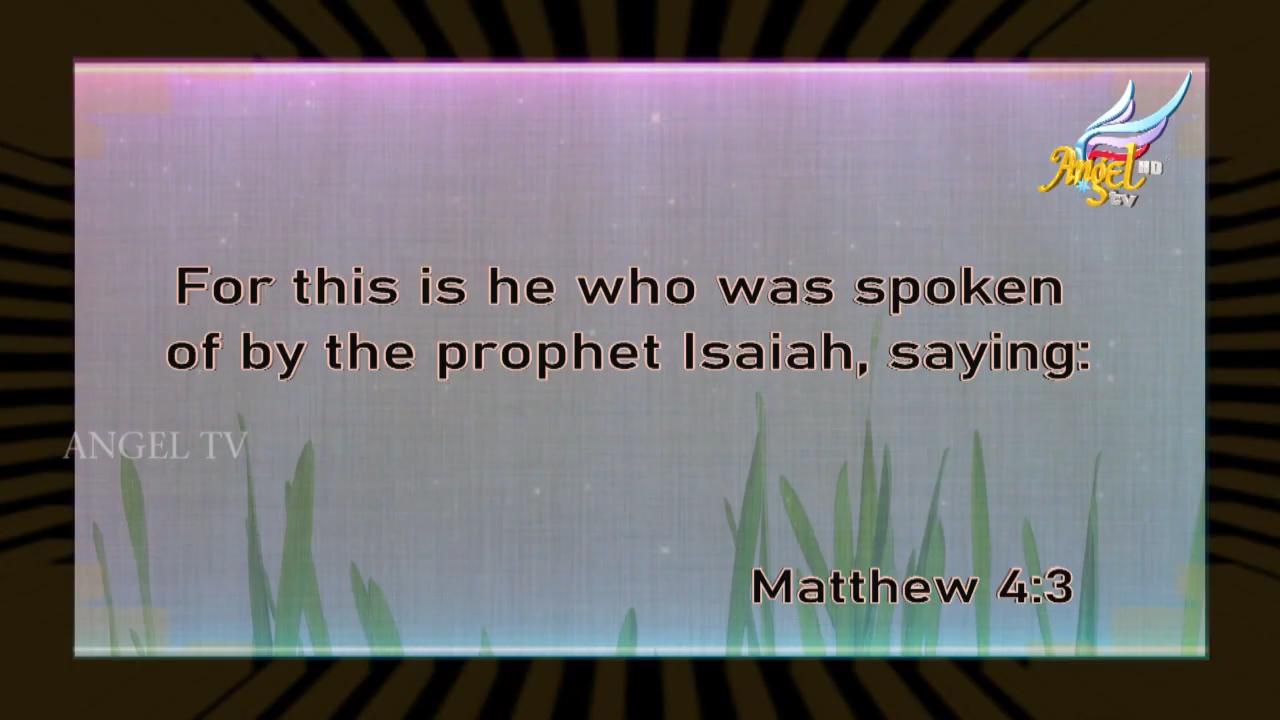 Angel HD
tv
For this is he who was spoken
of by the prophet Isaiah, saying:
ANGEL TV
Matthew 4:3